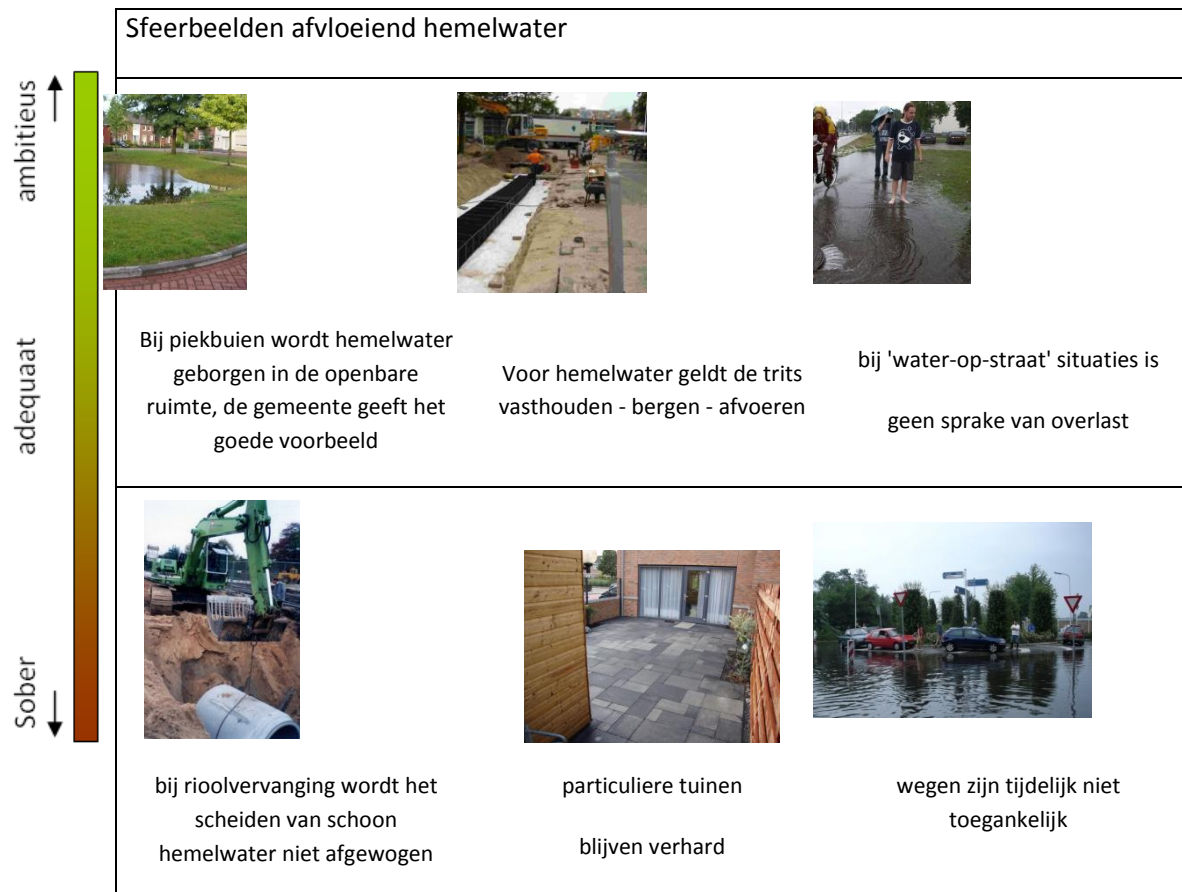 Sfeerbeelden afvloeiend hemelwater
ambitieus
adequaat
Sober
Bij piekbuien wordt hemelwater
geborgen in de openbare
ruimte, de gemeente geeft het
goede voorbeeld
Voor hemelwater geldt de trits
vasthouden - bergen - afvoeren
bij 'water-op-straat' situaties is
geen sprake van overlast
bij rioolvervanging wordt het
scheiden van schoon
hemelwater niet afgewogen
particuliere tuinen
blijven verhard
wegen zijn tijdelijk niet
toegankelijk